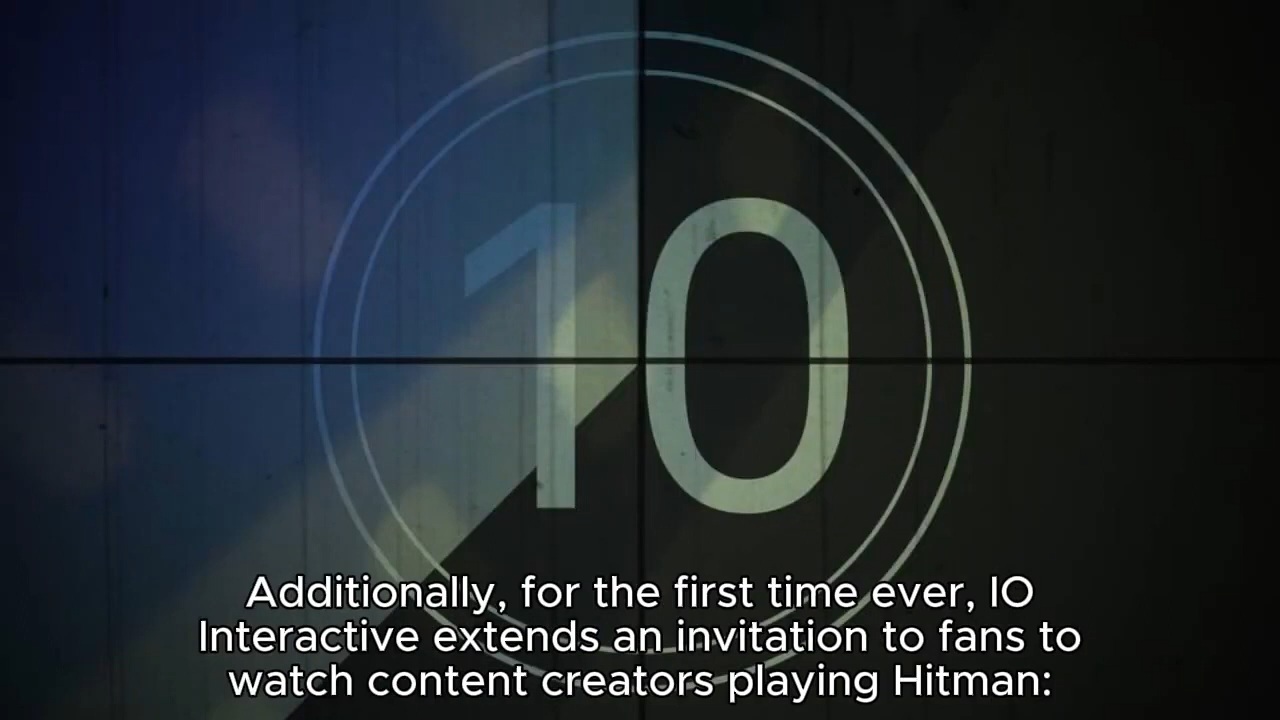 10
Additionally, for the first time ever, IO
Interactive extends an invitation to fans to
watch content creators playing Hitman: